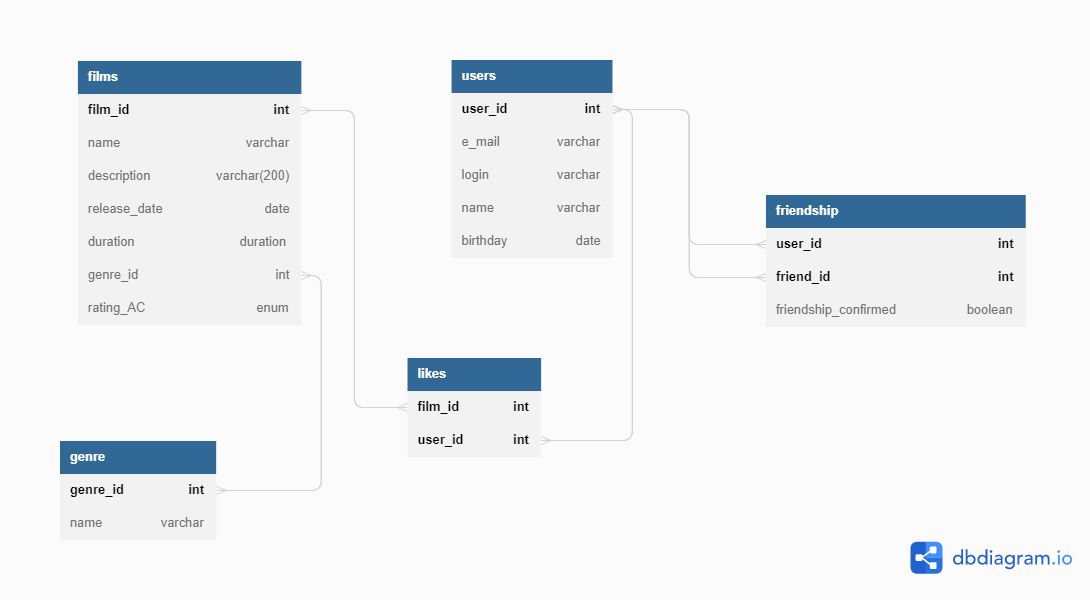 films
film_id int
name varchar
description varchar(200)
release_date date
duration duration
genre_id int
rating_AC enum
users
user_id int
e_mail varchar
login varchar
name varchar
birthday date
friendship
user_id int
friend_id int
friendship_confirmed boolean
likes
film_id int
user_id int
genre
genre_id int
name varchar
dbdiagram.io